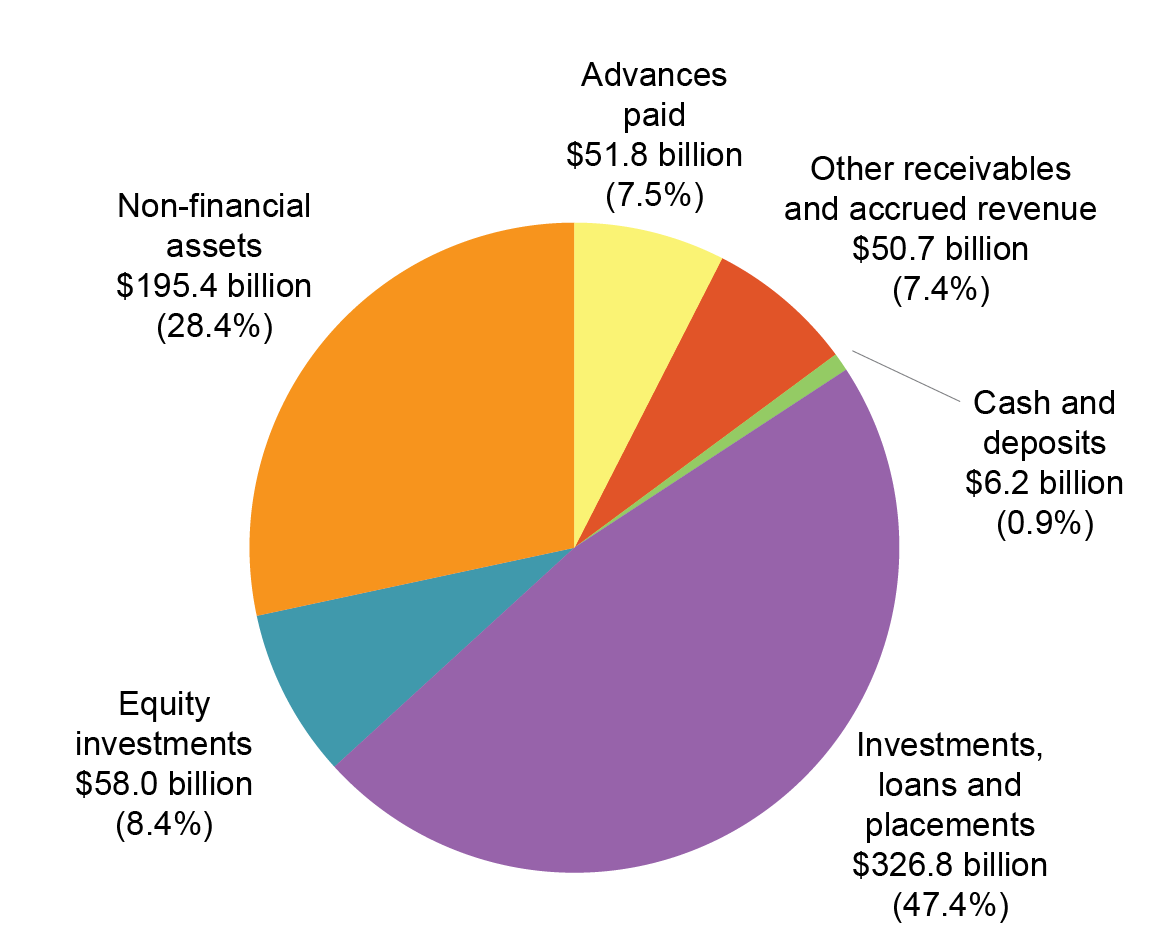 Advances
paid
$51.8 billion
(7.5%)
Other receivables
and accrued revenue
$50.7 billion
(7.4%)
Non-financial
assets
$195.4 billion
(28.4%)
Cash and
deposits
$6.2 billion
(0.9%)
Equity
investments
$58.0 billion
(8.4%)
Investments,
loans and
placements
$326.8 billion
(47.4%)